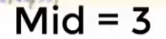 Mid = 3